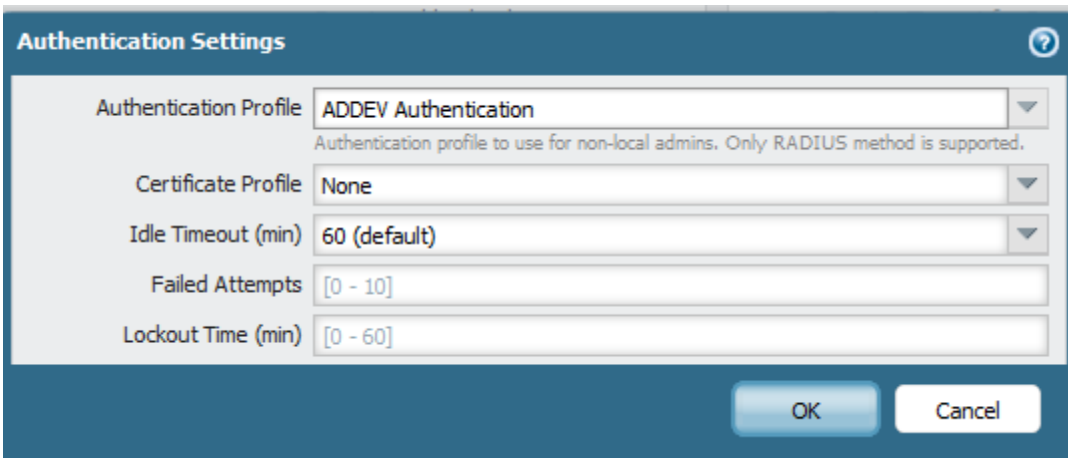 Authentication Settings
Authentication Profile ADDEV Authentication
Authentication profile to use for non-local admins. Only RADIUS method is supported.
Certificate Profile None
Idle Timeout (min) 60 (default)
Failed Attempts [0 - 10]
Lockout Time (min) [0 - 60]
OK Cancel